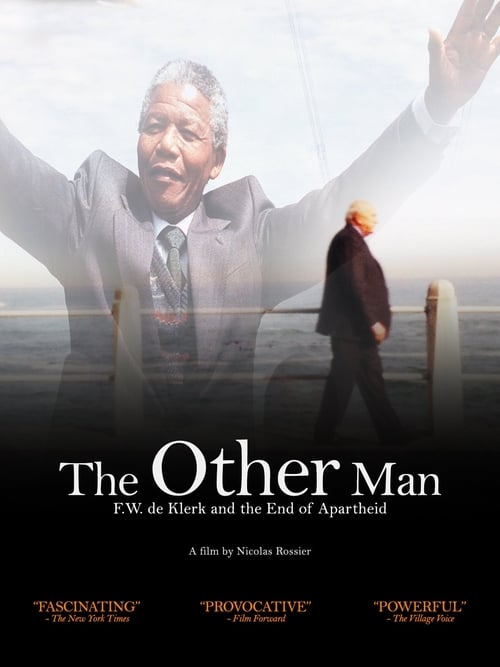 The Other Man
F.W. de Klerk and the End of Apartheid
A film by Nicolas Rossier
“FASCINATING” “PROVOCATIVE” “POWERFUL”
- The New York Times - Film Forward - The Village Voice